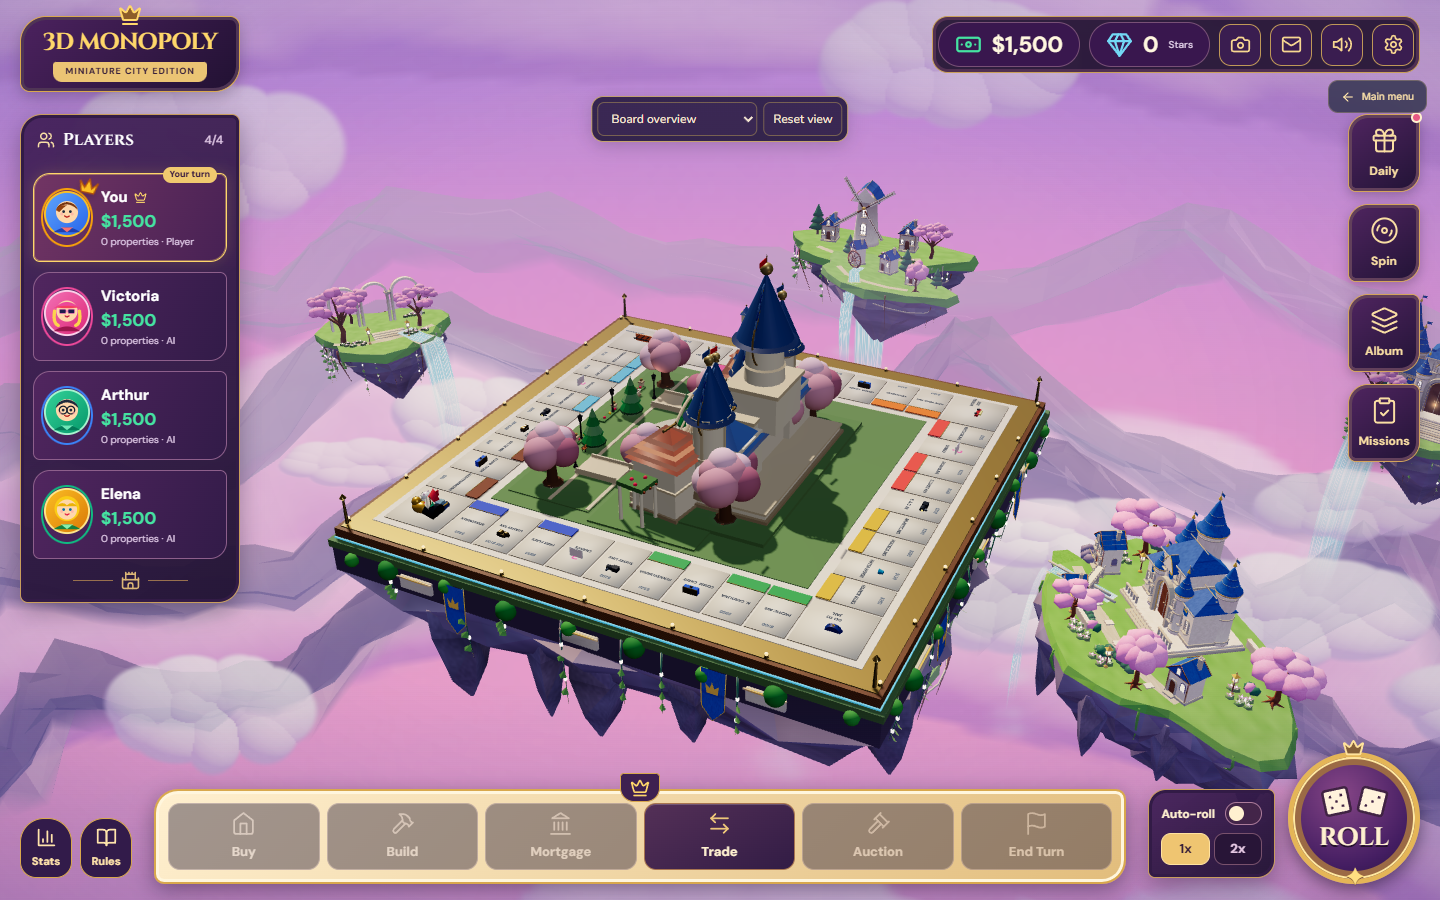 3D MONOPOLY
MINIATURE CITY EDITION
$1,500
0 Stars
Main menu
Board overview
Reset view
PLAYERS 4/4
Your turn
You
$1,500
0 properties · Player
Victoria
$1,500
0 properties · AI
Arthur
$1,500
0 properties · AI
Elena
$1,500
0 properties · AI
Daily
Spin
Album
Missions
Stats
Rules
Buy
Build
Mortgage
Trade
Auction
End Turn
Auto-roll
1x
2x
ROLL